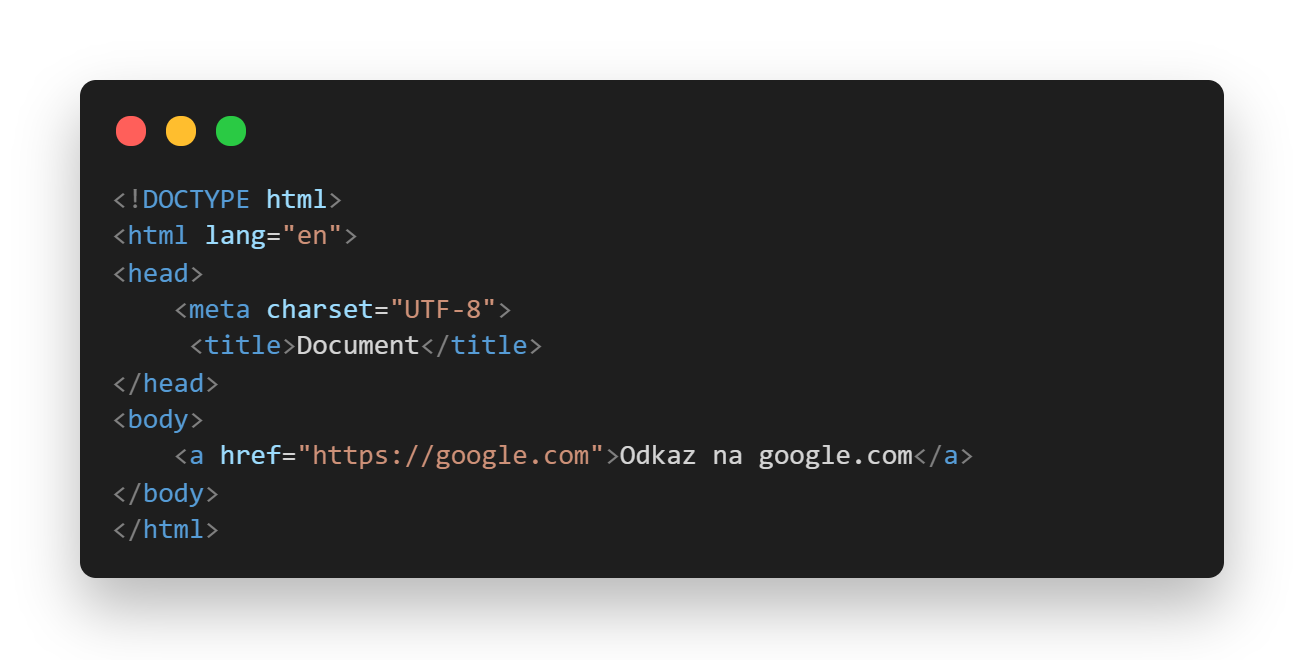 <!DOCTYPE html>
<html lang="en">
<head>
    <meta charset="UTF-8">
     <title>Document</title>
</head>
<body>
    <a href="https://google.com">Odkaz na google.com</a>
</body>
</html>